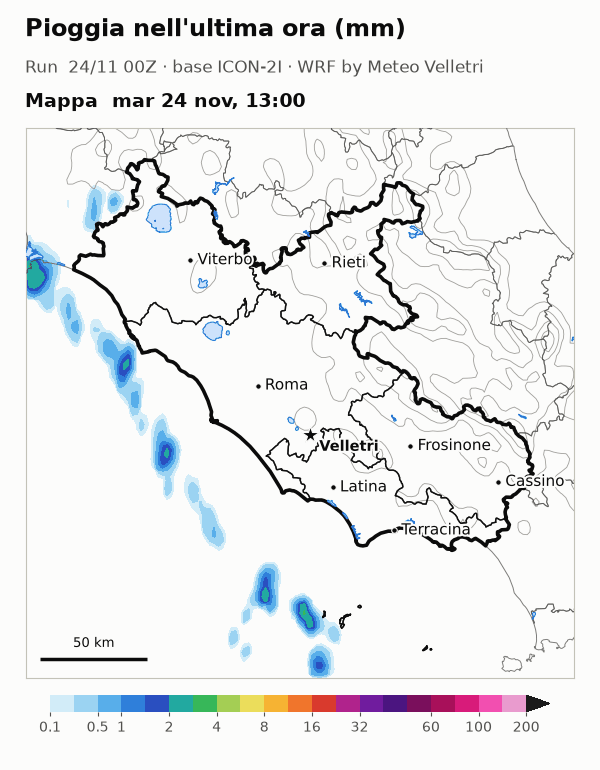 Pioggia nell'ultima ora (mm)
Run 24/11 00Z · base ICON-2I · WRF by Meteo Velletri
Mappa mar 24 nov, 13:00
Viterbo
Rieti
Roma
Velletri
Frosinone
Cassino
Latina
Terracina
50 km
0.1 0.5 1 2 4 8 16 32 60 100 200